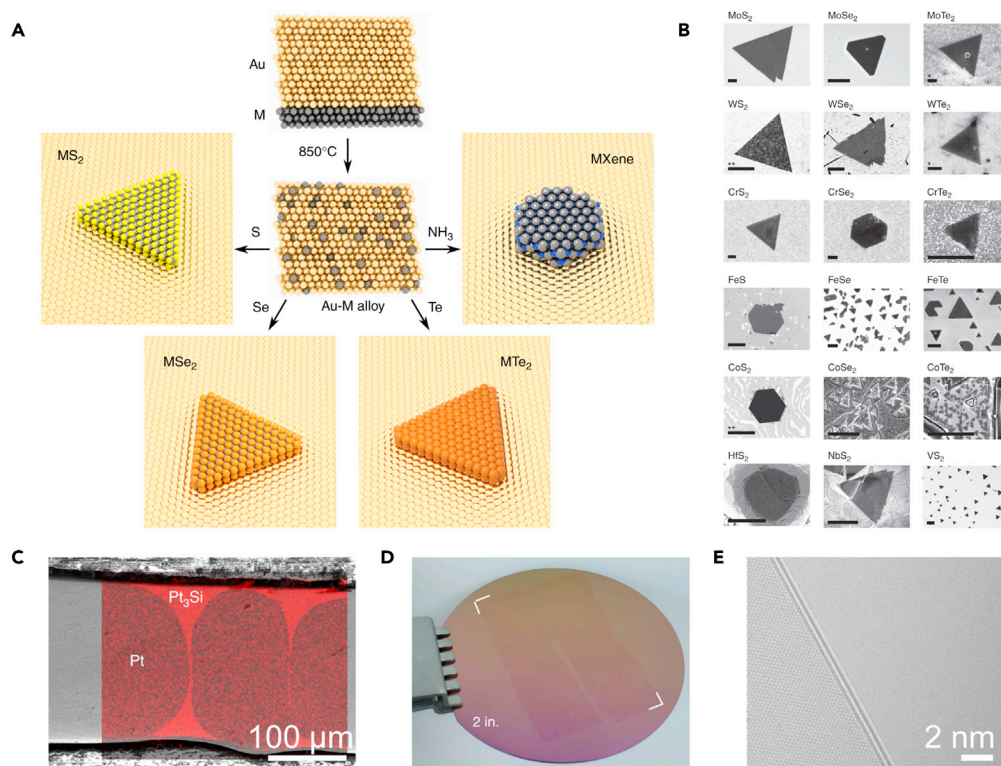 A
Au
M
850°C
MS₂
MXene
S
NH₃
Se
Au-M alloy
Te
MSe₂
MTe₂
B
MoS₂ MoSe₂ MoTe₂
*
WS₂ WSe₂ WTe₂
** *
CrS₂ CrSe₂ CrTe₂
FeS FeSe FeTe
CoS₂ CoSe₂ CoTe₂
**
HfS₂ NbS₂ VS₂
C
Pt₃Si
Pt
100 μm
D
2 in.
E
2 nm